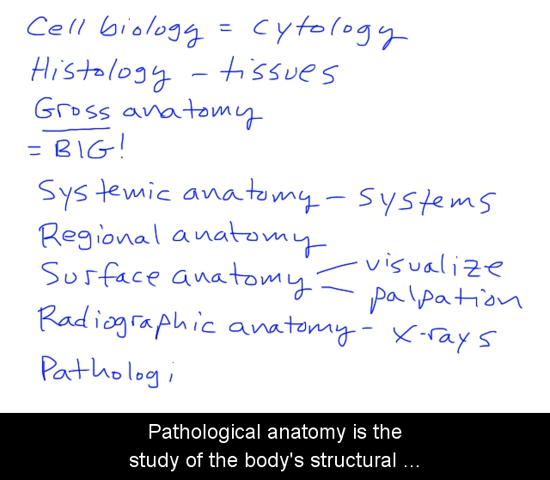 Cell biology = cytology
Histology - tissues
Gross anatomy
= BIG!
Systemic anatomy - systems
Regional anatomy
Surface anatomy visualize
palpation
Radiographic anatomy - x-rays
Pathologi
Pathological anatomy is the
study of the body's structural ...